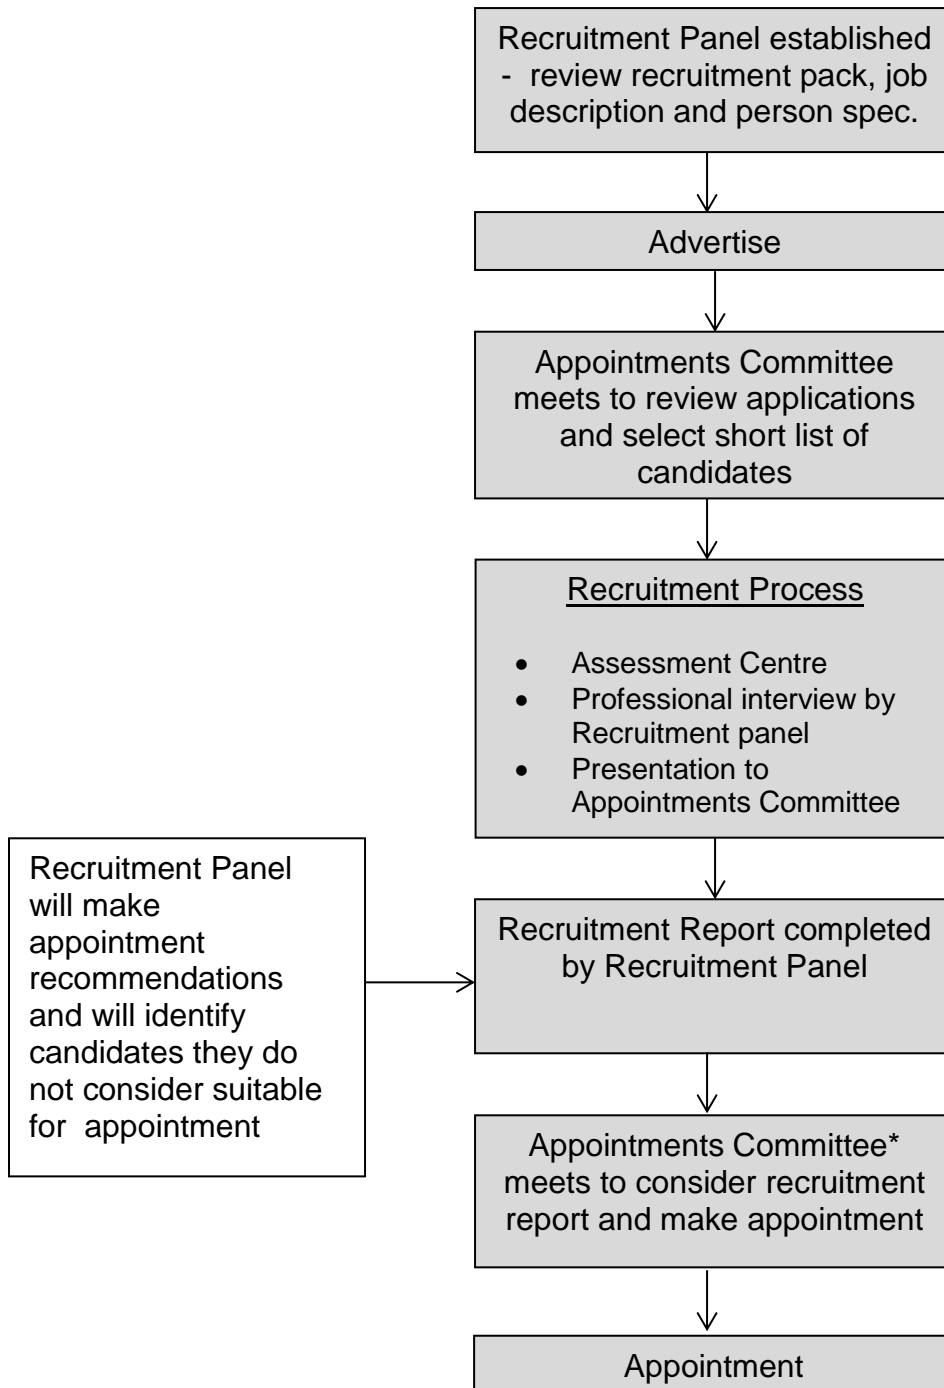 Recruitment Panel established
- review recruitment pack, job
description and person spec.
Advertise
Appointments Committee
meets to review applications
and select short list of
candidates
Recruitment Process
• Assessment Centre
• Professional interview by
Recruitment panel
• Presentation to
Appointments Committee
Recruitment Panel
will make
appointment
recommendations
and will identify
candidates they do
not consider suitable
for appointment
Recruitment Report completed
by Recruitment Panel
Appointments Committee*
meets to consider recruitment
report and make appointment
Appointment